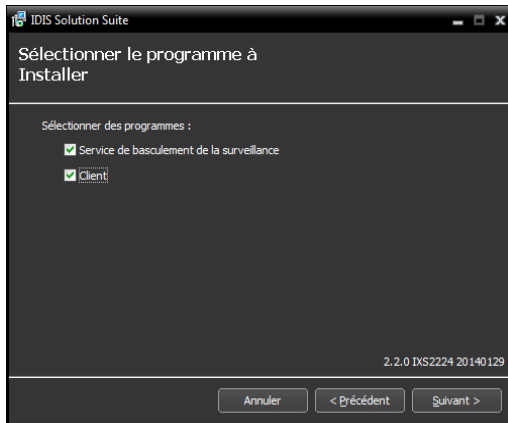 IDIS Solution Suite
Sélectionner le programme à
Installer
Sélectionner des programmes :
Service de basculement de la surveillance
Client
2.2.0 IXS2224 20140129
Annuler
< Précédent
Suivant >